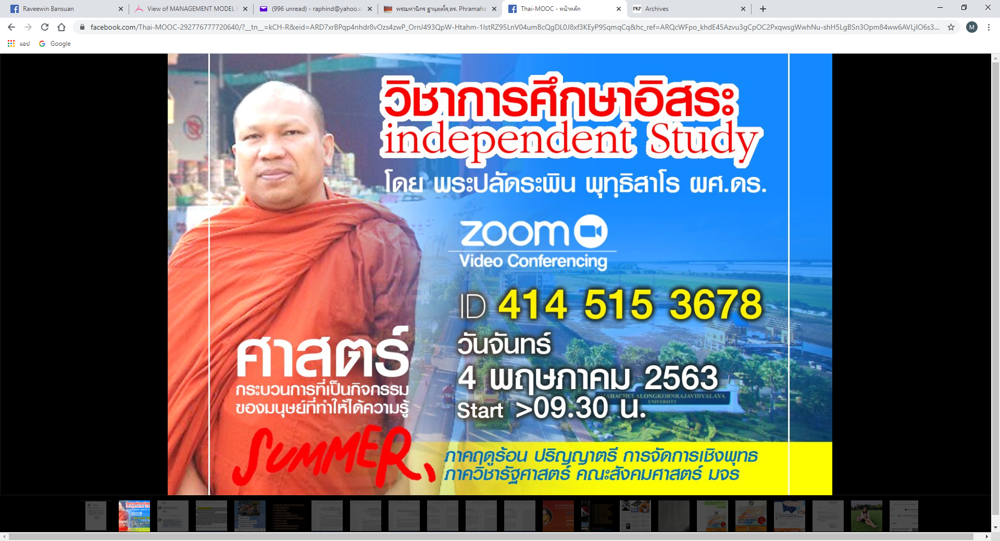 Raveewin Bansuan
View of MANAGEMENT MODEL
(996 unread) - raphind@yahoo.c
พระมหานิกร ฐานุตฺตโร,ดร. Phramaha
Thai-MOOC - หน้าหลัก
PKP Archives
facebook.com/Thai-MOOC-292776777720640/?__tn__=kCH-R&eid=ARD7xrBPqp4nhdr8vOzs4zwP_OrnJ493QpW-Htahm-1IstRZ95LnV04umBcQgDL0J8xf3KEyP9SqmqCq&hc_ref=ARQcWFpo_khdE45Azvu3gCpOC2PxqwsgWwhNu-shH5LgBSn3Opm84ww6AVLjlO6s3...
M
แอป
Google
วิชาการศึกษาอิสระ
independent Study
โดย พระปลัดระพิน พุทฺธิสาโร ผศ.ดร.
zoom
Video Conferencing
ID 414 515 3678
วันจันทร์
4 พฤษภาคม 2563
Start >09.30 น.
AHACHULALONGKORNRAJAVIDYALAYA
UNIVERSITY
ศาสตร์
กระบวนการที่เป็นกิจกรรม
ของมนุษย์ที่ทำให้ได้ความรู้
SUMMER,
ภาคฤดูร้อน ปริญญาตรี การจัดการเชิงพุทธ
ภาควิชารัฐศาสตร์ คณะสังคมศาสตร์ มจร